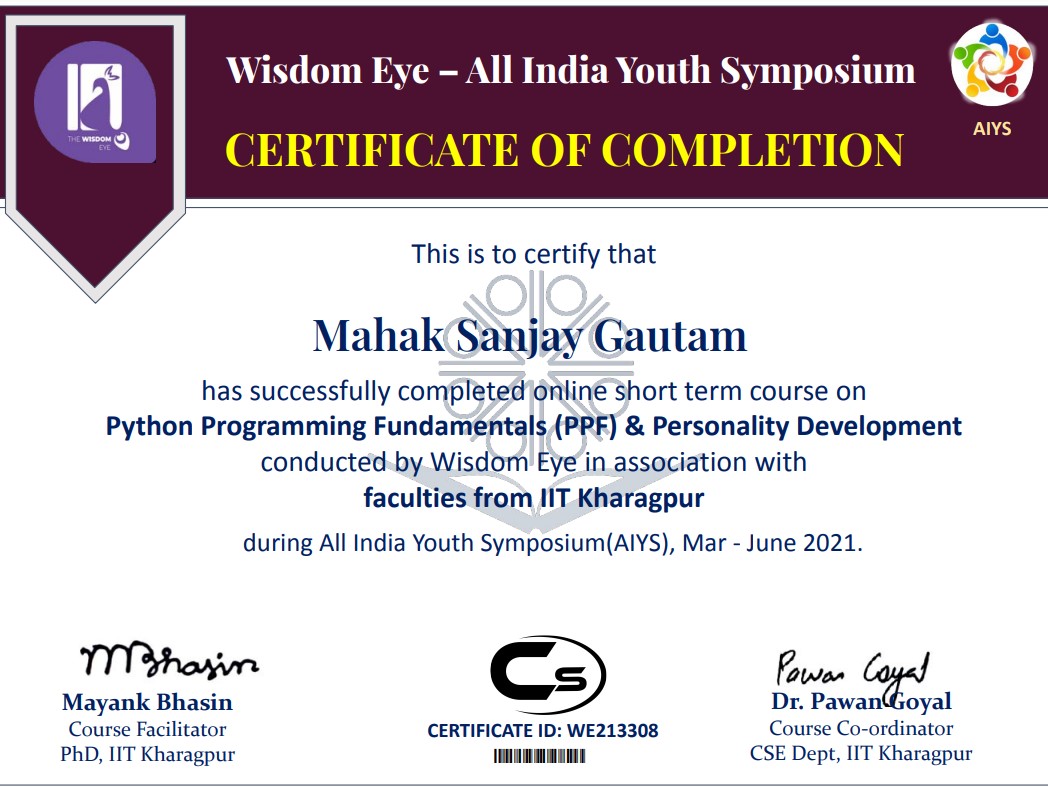 Wisdom Eye – All India Youth Symposium
CERTIFICATE OF COMPLETION
THE WISDOM
EYE
AIYS
This is to certify that
Mahak Sanjay Gautam
has successfully completed online short term course on
Python Programming Fundamentals (PPF) & Personality Development
conducted by Wisdom Eye in association with
faculties from IIT Kharagpur
during All India Youth Symposium(AIYS), Mar - June 2021.
MBhasin
Mayank Bhasin
Course Facilitator
PhD, IIT Kharagpur
Cs
CERTIFICATE ID: WE213308
Pawan Goyal
Dr. Pawan Goyal
Course Co-ordinator
CSE Dept, IIT Kharagpur